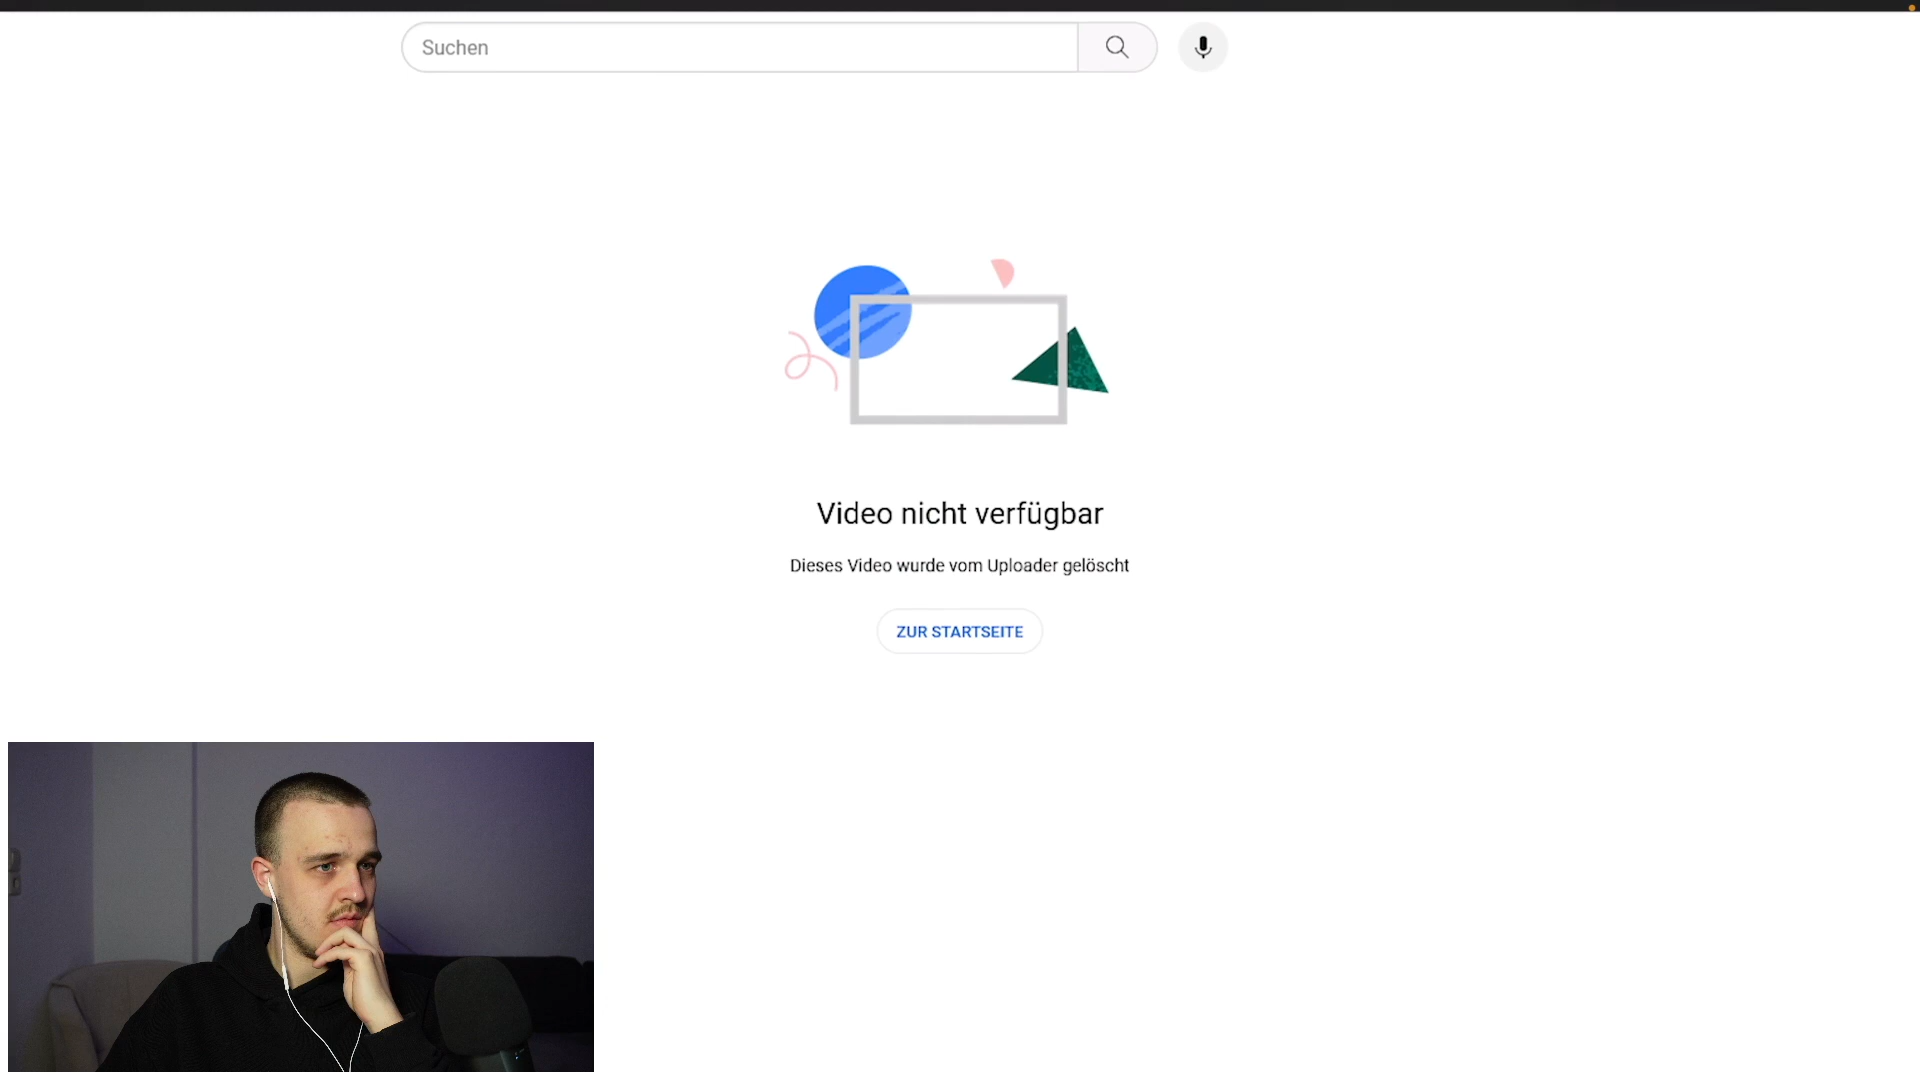 Suchen
Video nicht verfügbar
Dieses Video wurde vom Uploader gelöscht
ZUR STARTSEITE